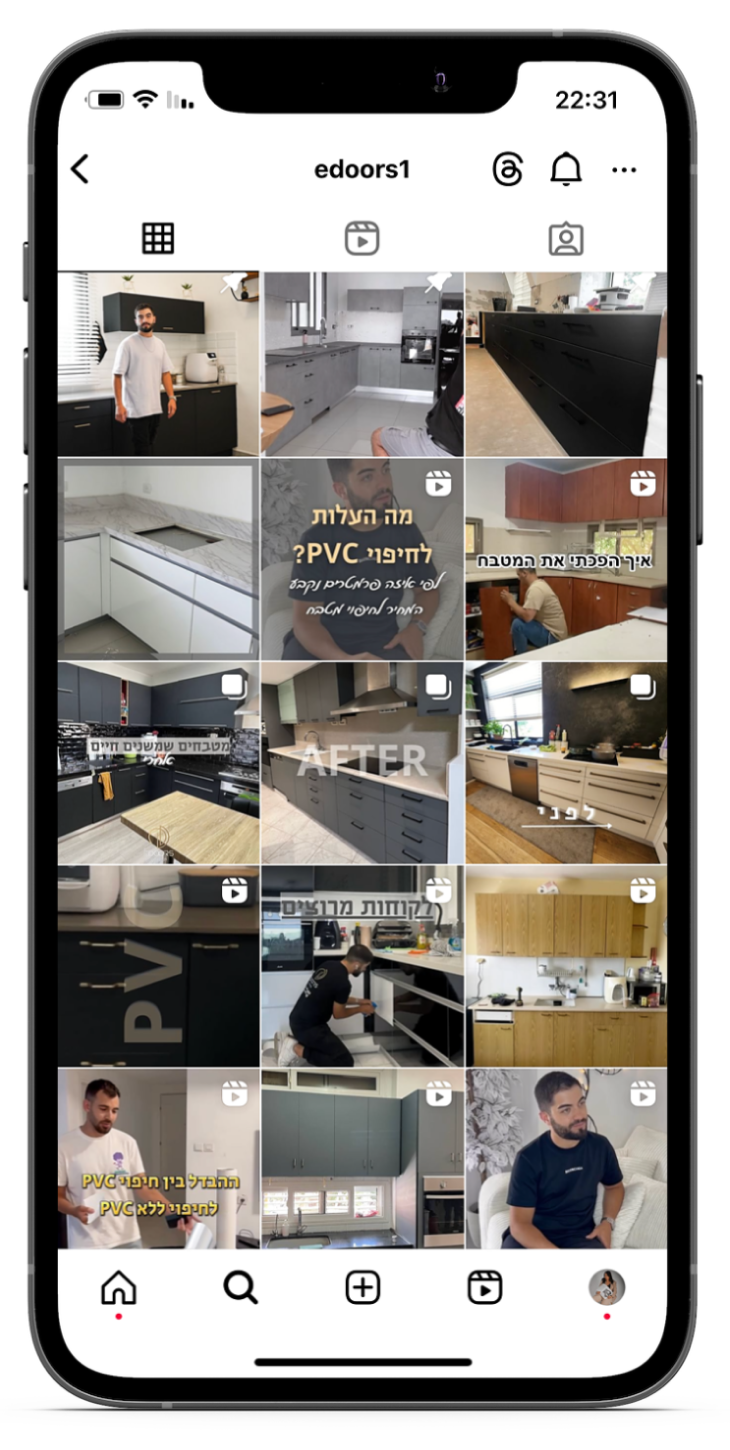 22:31
edoors1
מה העלות
לחיפוי PVC?
לפי איזה פרמטרים נקבע
המחיר לחיפוי מטבח
איך הפכתי את המטבח
מטבחים שמשנים חיים
אחרי
AFTER
לפני
PVC
לקוחות מרוצים
ההבדל בין חיפוי PVC
לחיפוי ללא PVC